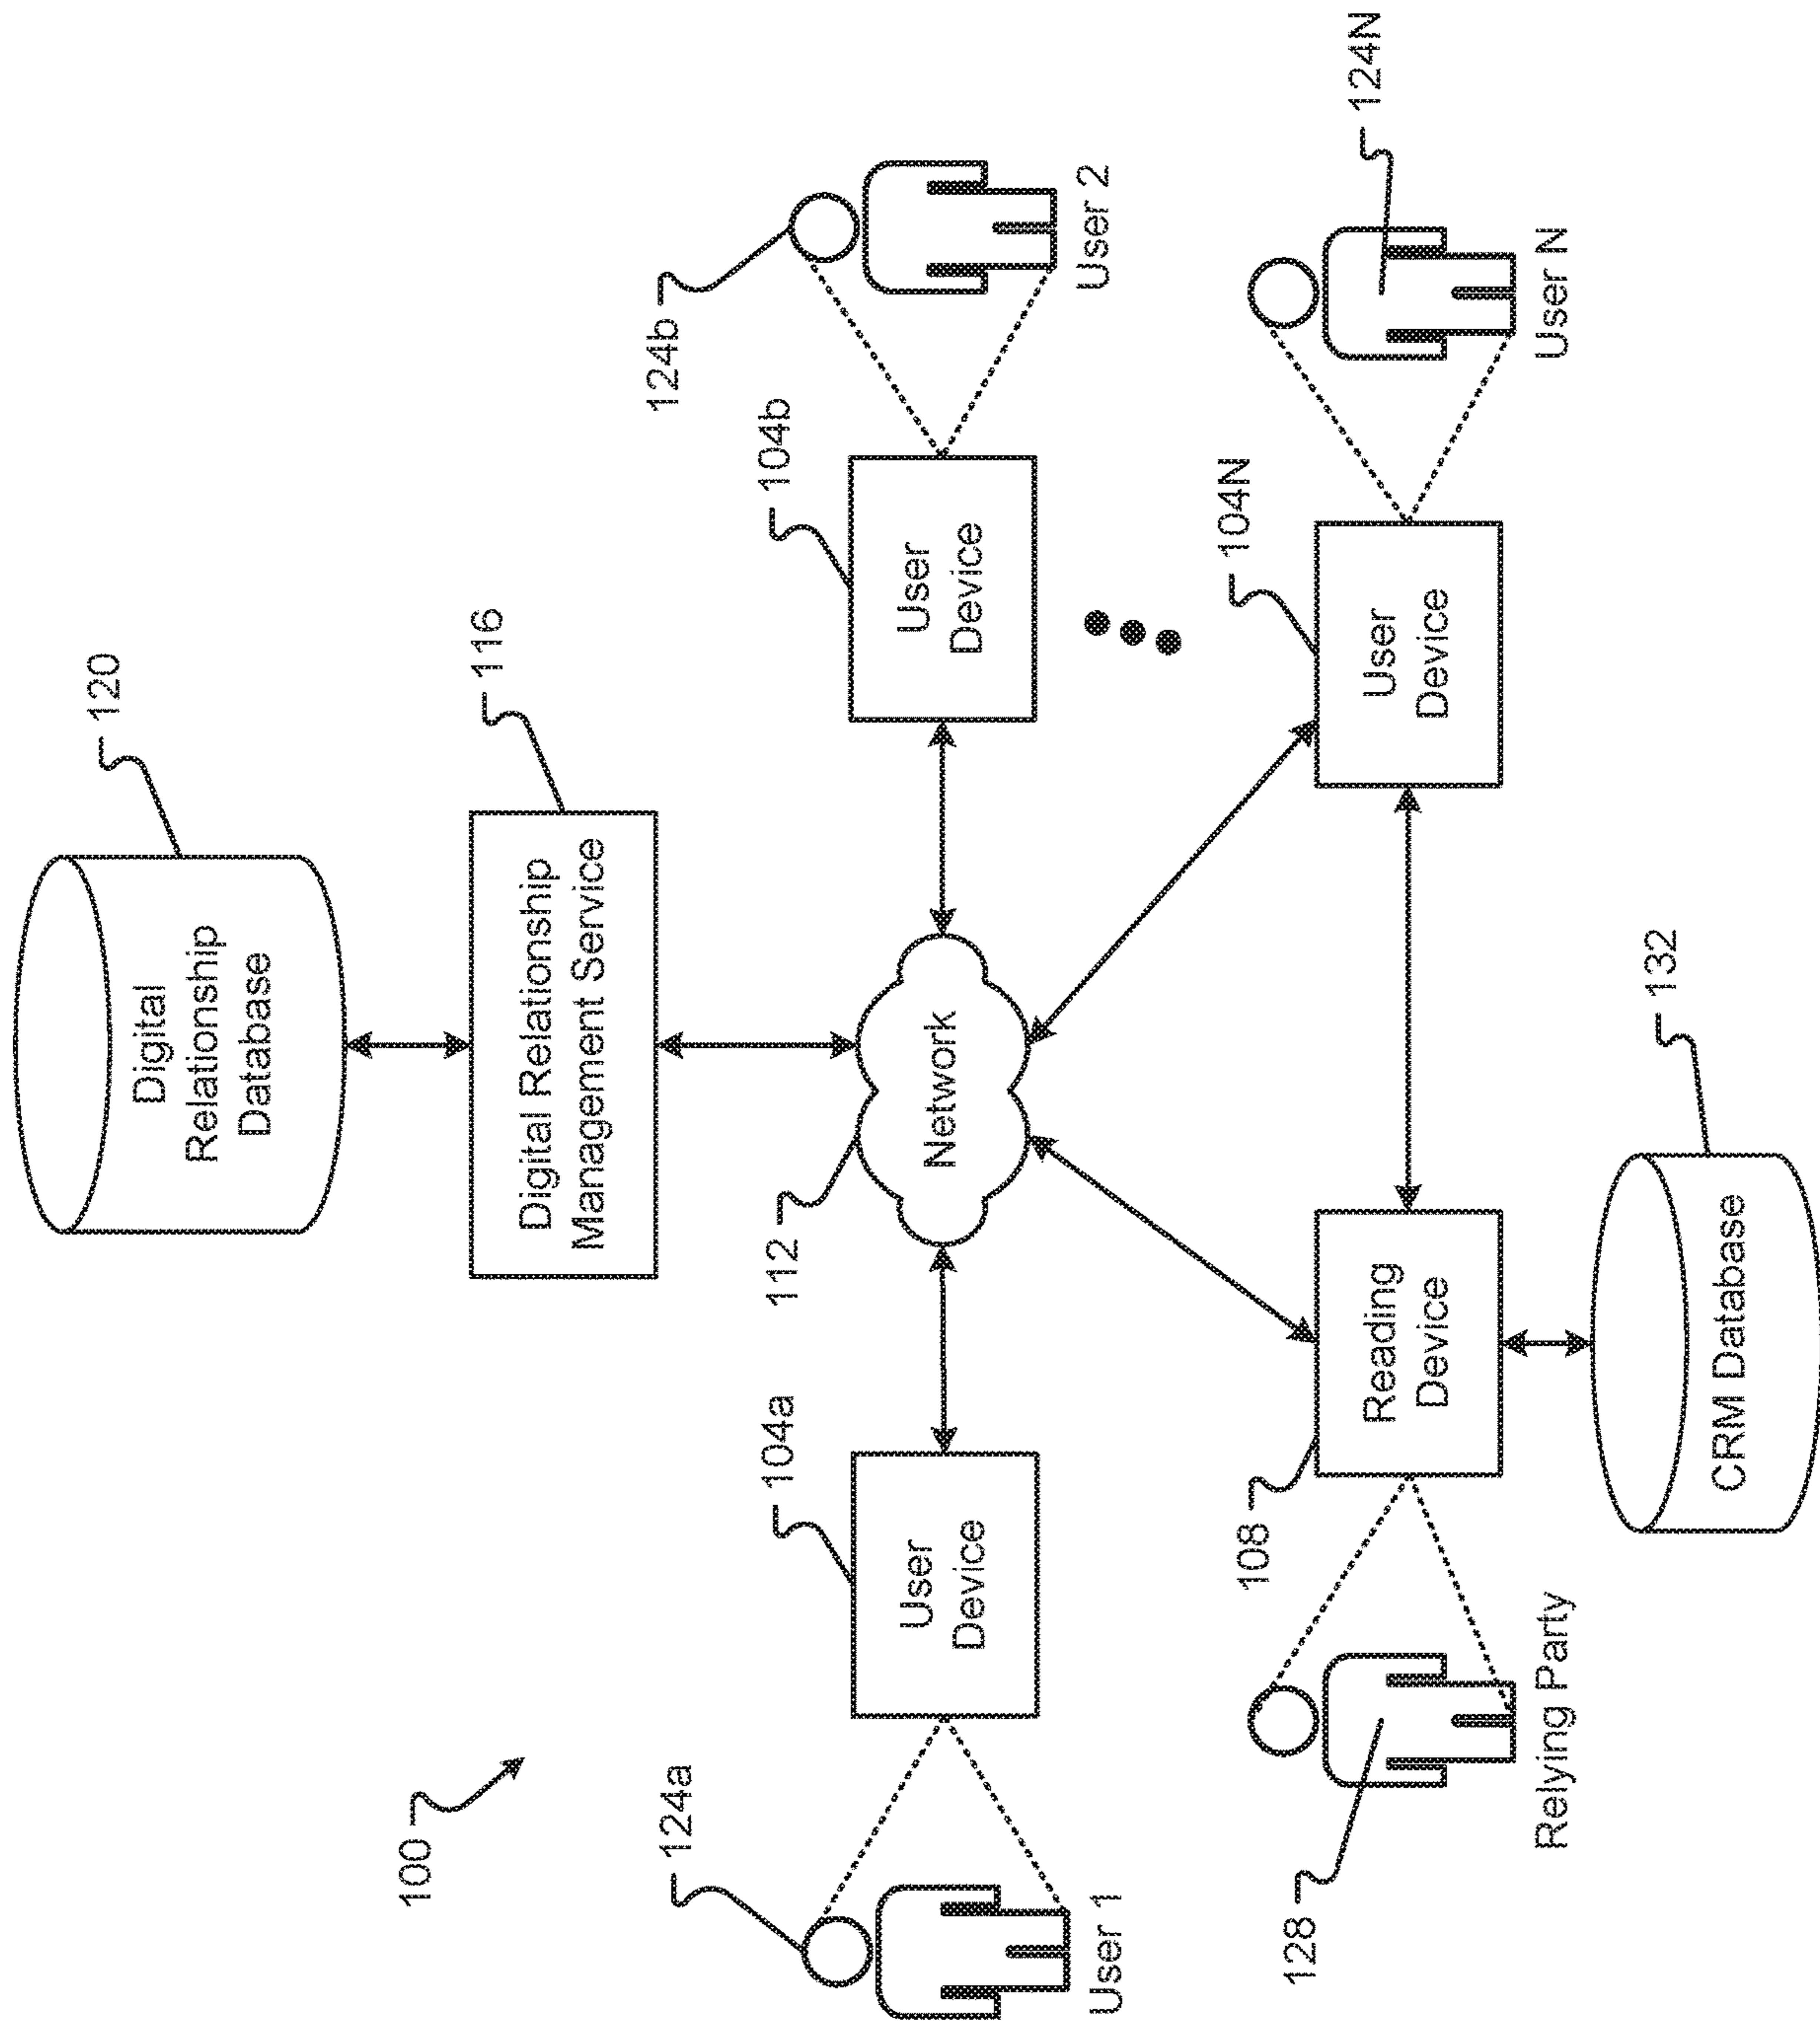 120
Digital
Relationship
Database
116
Digital Relationship
Management Service
100
124a
User 1
104a
User
Device
112
Network
104b
User
Device
124b
User 2
128
Relying Party
108
Reading
Device
104N
User
Device
124N
User N
132
CRM Database